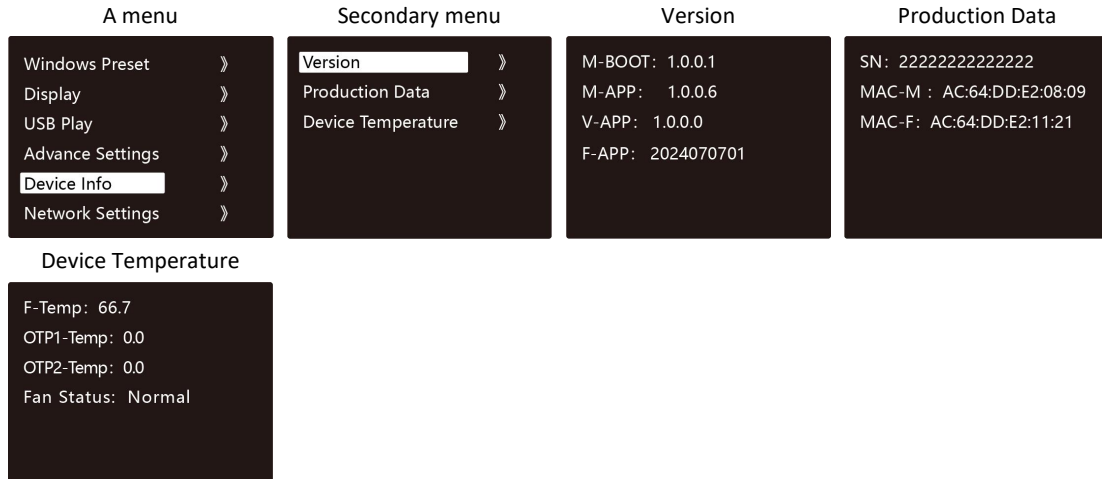 A menu
Windows Preset 》
Display 》
USB Play 》
Advance Settings 》
Device Info 》
Network Settings 》
Secondary menu
Version 》
Production Data 》
Device Temperature 》
Version
M-BOOT: 1.0.0.1
M-APP: 1.0.0.6
V-APP: 1.0.0.0
F-APP: 2024070701
Production Data
SN: 22222222222222
MAC-M : AC:64:DD:E2:08:09
MAC-F: AC:64:DD:E2:11:21
Device Temperature
F-Temp: 66.7
OTP1-Temp: 0.0
OTP2-Temp: 0.0
Fan Status: Normal